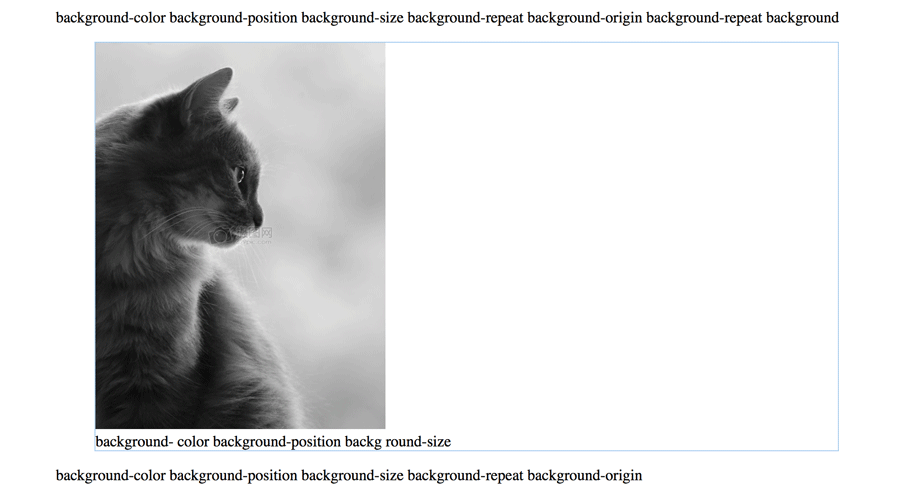 background-color background-position background-size background-repeat background-origin background-repeat background
background- color background-position backg round-size
background-color background-position background-size background-repeat background-origin